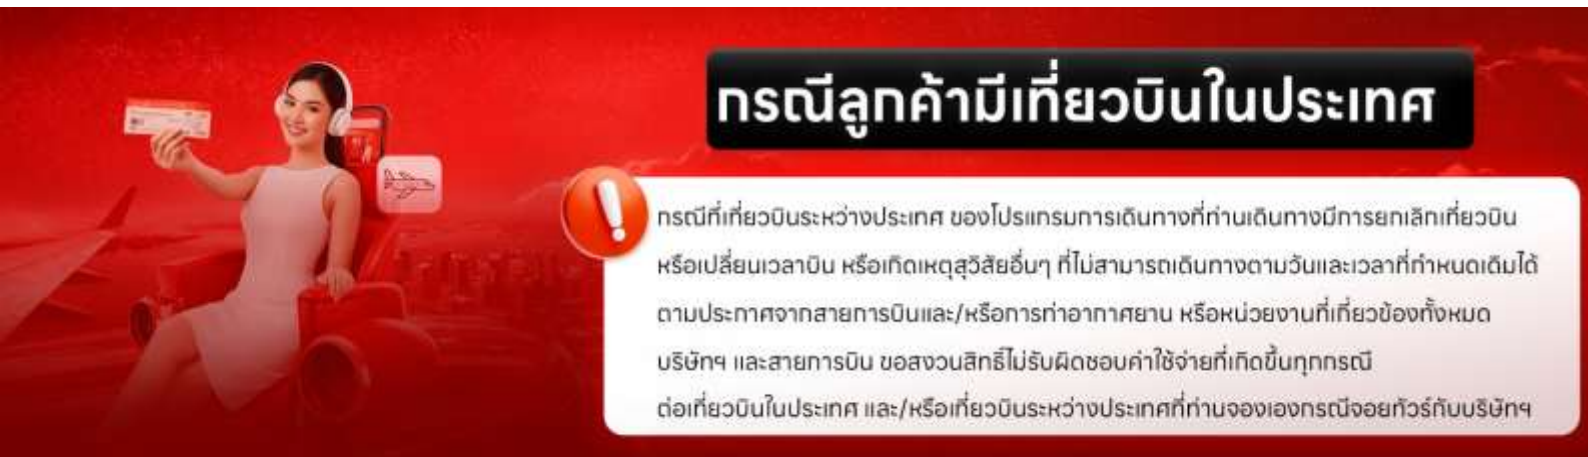 กรณีลูกค้ามีเที่ยวบินในประเทศ
กรณีที่เที่ยวบินระหว่างประเทศ ของโปรแกรมการเดินทางที่ท่านเดินทางมีการยกเลิกเที่ยวบิน
หรือเปลี่ยนเวลาบิน หรือเกิดเหตุสุวิสัยอื่นๆ ที่ไม่สามารถเดินทางตามวันและเวลาที่กำหนดเดิมได้
ตามประกาศจากสายการบินและ/หรือการท่าอากาศยาน หรือหน่วยงานที่เกี่ยวข้องทั้งหมด
บริษัทฯ และสายการบิน ขอสงวนสิทธิ์ไม่รับผิดชอบค่าใช้จ่ายที่เกิดขึ้นทุกกรณี
ต่อเที่ยวบินในประเทศ และ/หรือเที่ยวบินระหว่างประเทศที่ท่านจองเองกรณีจอยทัวร์กับบริษัทฯ